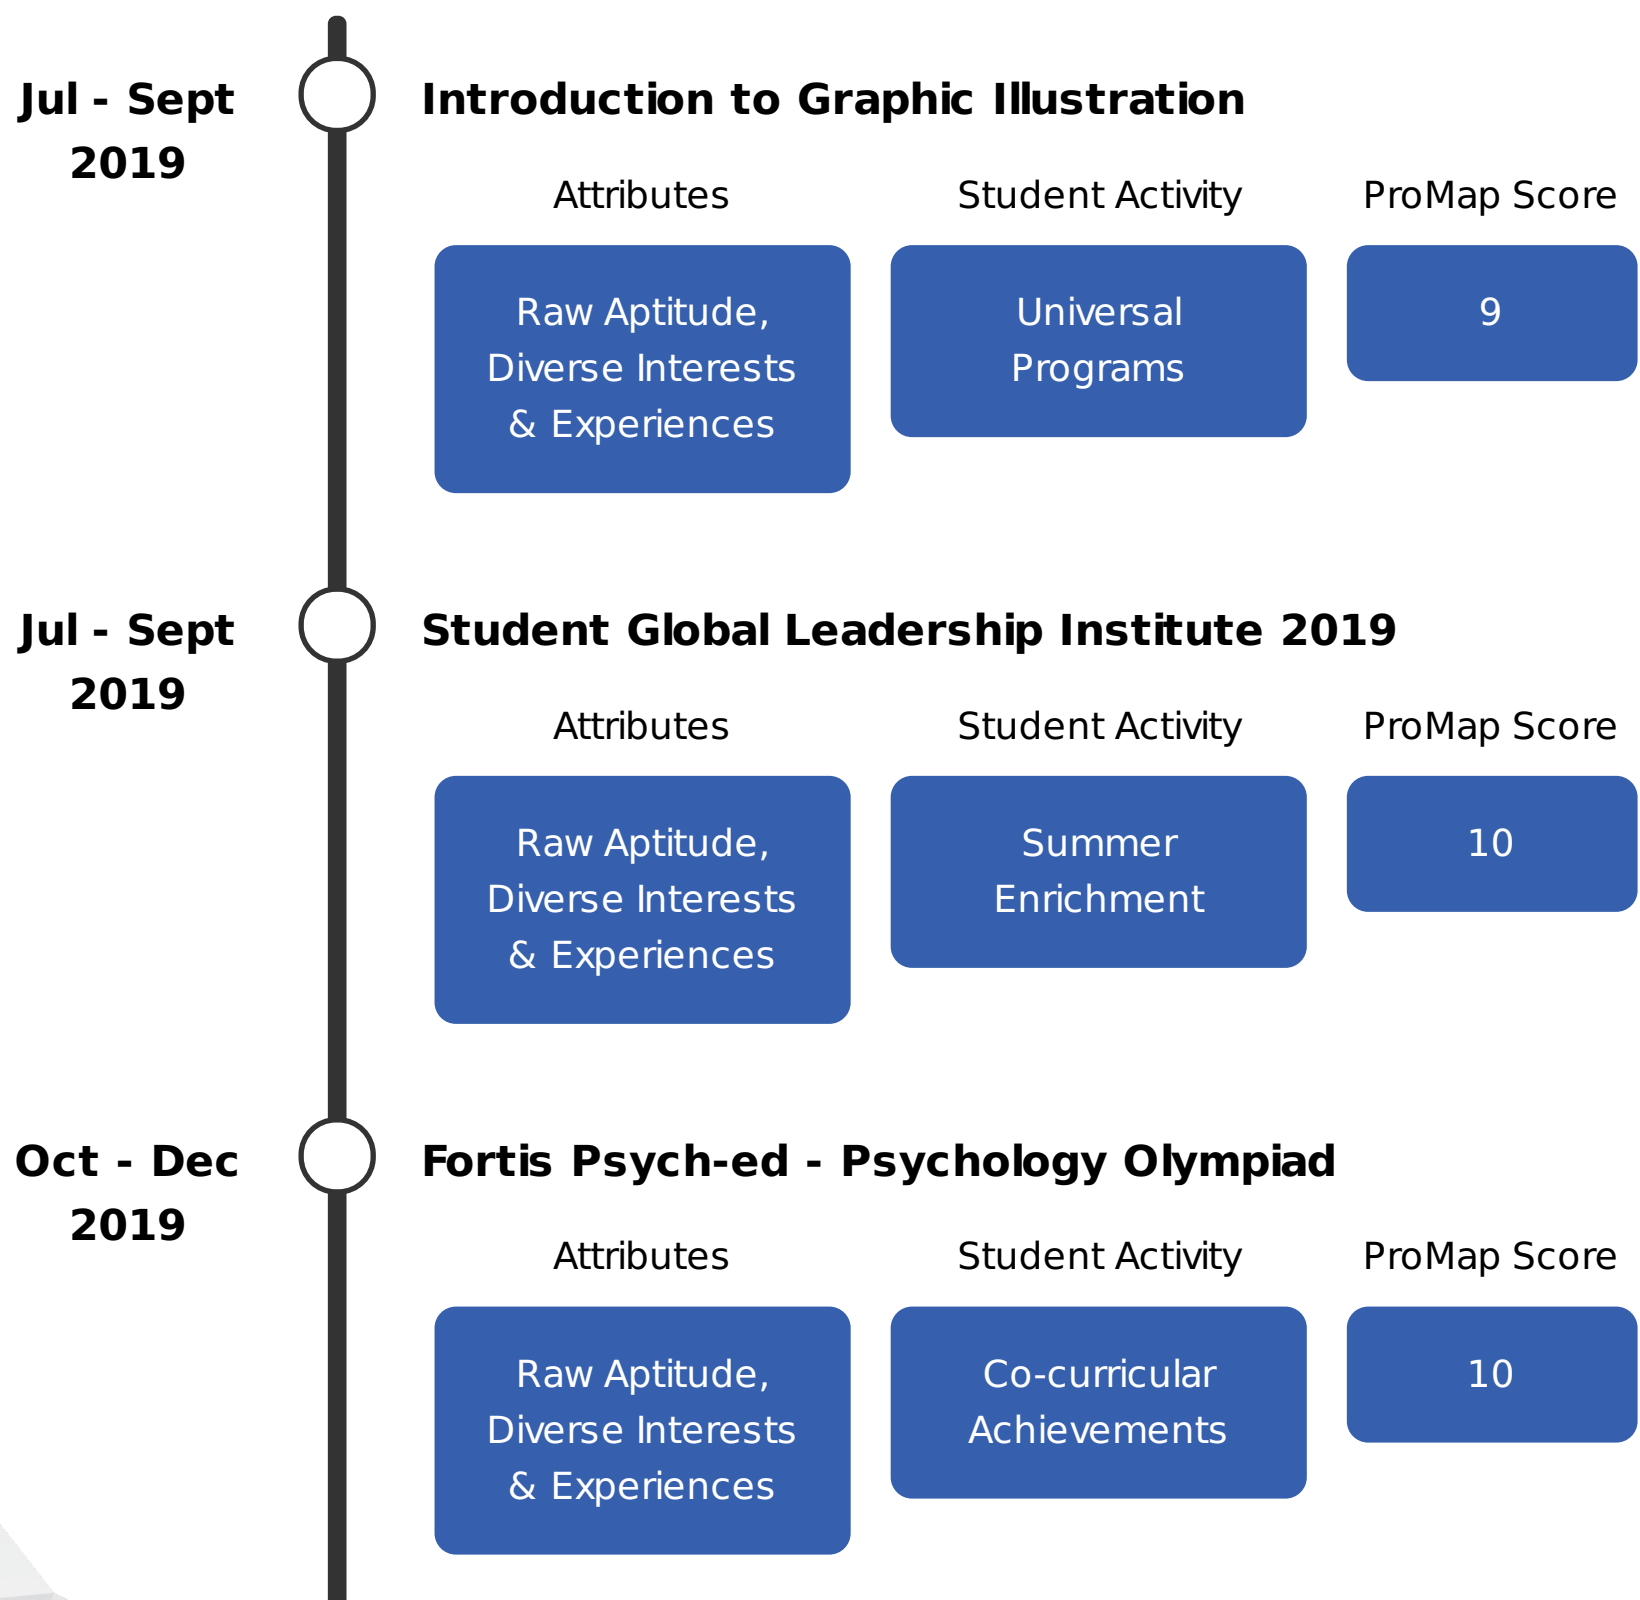 Jul - Sept
2019
Introduction to Graphic Illustration
Attributes
Student Activity
ProMap Score
Raw Aptitude,
Diverse Interests
& Experiences
Universal
Programs
9
Jul - Sept
2019
Student Global Leadership Institute 2019
Attributes
Student Activity
ProMap Score
Raw Aptitude,
Diverse Interests
& Experiences
Summer
Enrichment
10
Oct - Dec
2019
Fortis Psych-ed - Psychology Olympiad
Attributes
Student Activity
ProMap Score
Raw Aptitude,
Diverse Interests
& Experiences
Co-curricular
Achievements
10